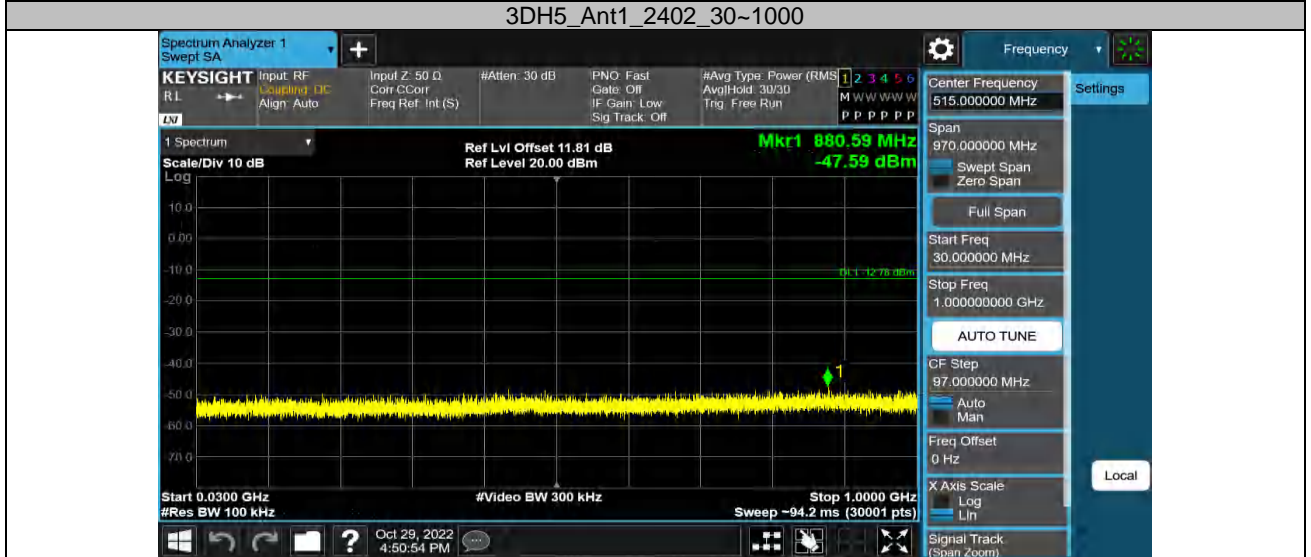 3DH5_Ant1_2402_30~1000
Spectrum Analyzer 1
Swept SA
Frequency
KEYSIGHT
RL
LXI
Input: RF
Coupling: DC
Align: Auto
Input Z: 50 Ω
Corr CCorr
Freq Ref: Int (S)
#Atten: 30 dB
PNO: Fast
Gate: Off
IF Gain: Low
Sig Track: Off
#Avg Type: Power (RMS
Avg|Hold: 30/30
Trig: Free Run
1 2 3 4 5 6
M W W W W W
P P P P P P
1 Spectrum
Scale/Div 10 dB
Log
Ref Lvl Offset 11.81 dB
Ref Level 20.00 dBm
Mkr1 880.59 MHz
-47.59 dBm
10.0
0.00
-10.0
DL1 -12.78 dBm
-20.0
-30.0
-40.0
1
-50.0
-60.0
-70.0
Start 0.0300 GHz
#Res BW 100 kHz
#Video BW 300 kHz
Stop 1.0000 GHz
Sweep ~94.2 ms (30001 pts)
Center Frequency
515.000000 MHz
Settings
Span
970.000000 MHz
Swept Span
Zero Span
Full Span
Start Freq
30.000000 MHz
Stop Freq
1.000000000 GHz
AUTO TUNE
CF Step
97.000000 MHz
Auto
Man
Freq Offset
0 Hz
X Axis Scale
Log
Lin
Local
Signal Track
(Span Zoom)
?
Oct 29, 2022
4:50:54 PM